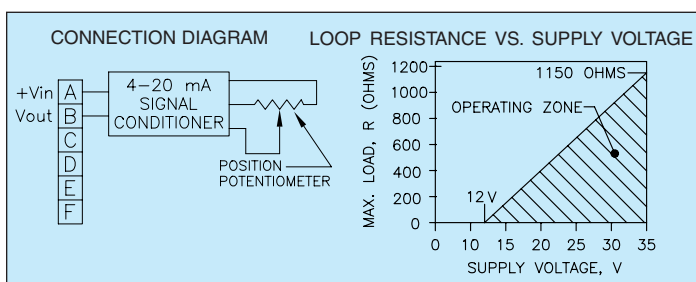 CONNECTION DIAGRAM
+Vin A
Vout B
C
D
E
F
4–20 mA
SIGNAL
CONDITIONER
POSITION
POTENTIOMETER
LOOP RESISTANCE VS. SUPPLY VOLTAGE
MAX. LOAD, R (OHMS)
1200
1000
800
600
400
200
0
1150 OHMS
OPERATING ZONE
12 V
0 10 15 20 25 30 35
SUPPLY VOLTAGE, V